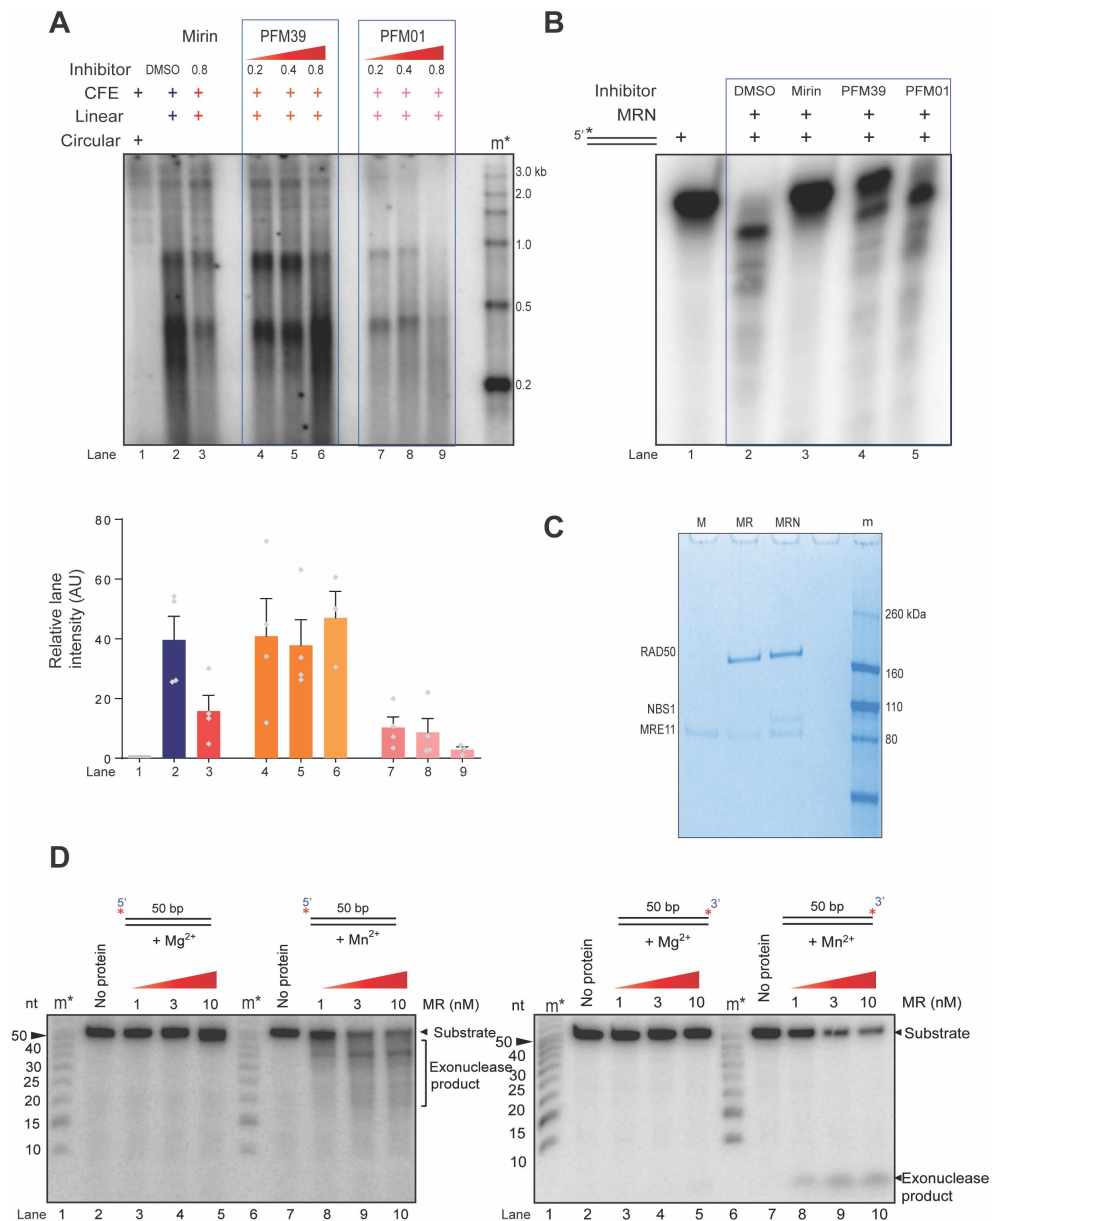 A
Mirin PFM39 PFM01
Inhibitor DMSO 0.8 0.2 0.4 0.8 0.2 0.4 0.8
CFE + + + + + + + + +
Linear + + + + + + + +
Circular +
m*
3.0 kb
2.0
1.0
0.5
0.2
Lane 1 2 3 4 5 6 7 8 9
Relative lane
intensity (AU)
80
60
40
20
0
Lane 1 2 3 4 5 6 7 8 9
B
Inhibitor DMSO Mirin PFM39 PFM01
MRN + + + +
5' * + + + + +
Lane 1 2 3 4 5
C
M MR MRN m
260 kDa
RAD50
160
NBS1 110
MRE11 80
D
5' * 50 bp
+ Mg2+
5' * 50 bp
+ Mn2+
nt m* No protein 1 3 10 m* No protein 1 3 10 MR (nM)
50
40
30
25
20
15
10
Substrate
Exonuclease
product
Lane 1 2 3 4 5 6 7 8 9 10
50 bp * 3'
+ Mg2+
50 bp * 3'
+ Mn2+
nt m* No protein 1 3 10 m* No protein 1 3 10 MR (nM)
50
40
30
25
20
15
10
Substrate
Exonuclease
product
Lane 1 2 3 4 5 6 7 8 9 10